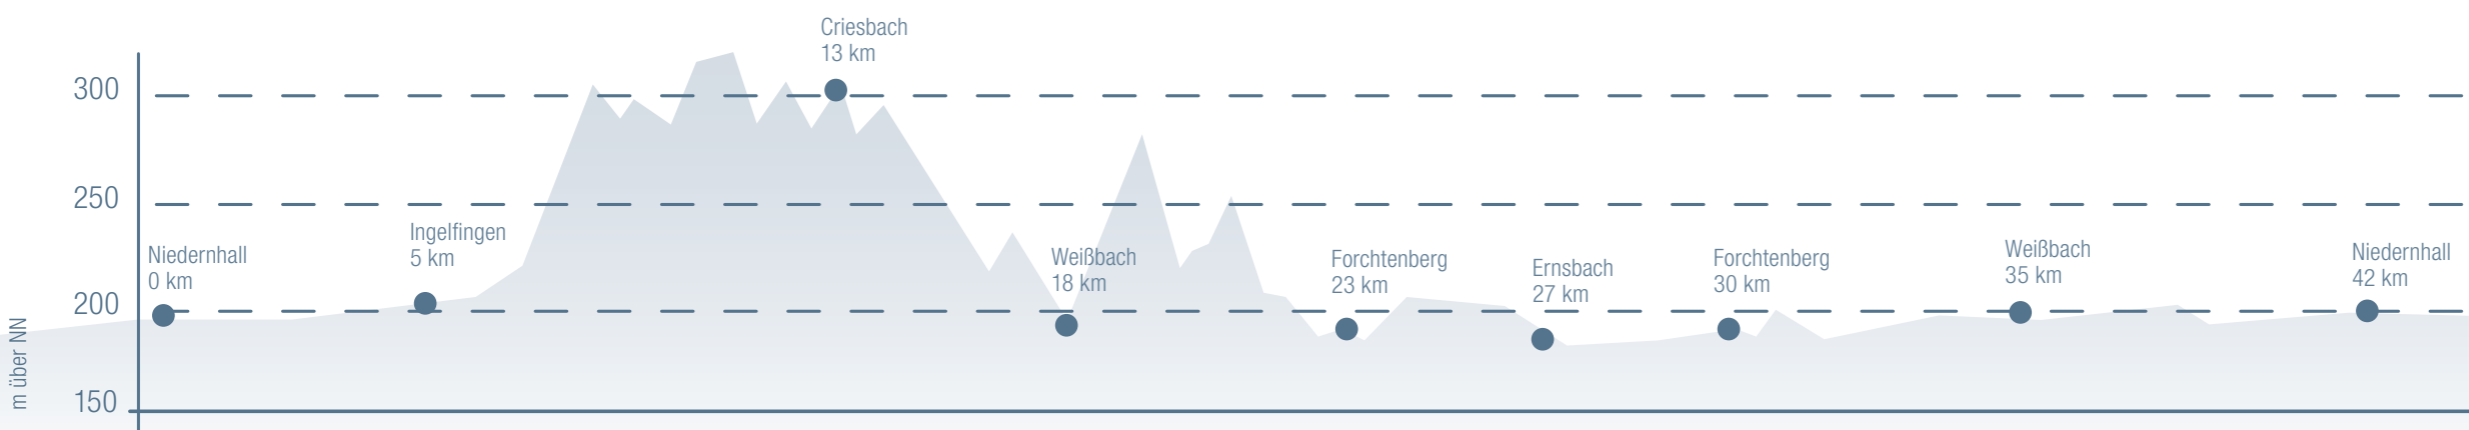 Criesbach
13 km
300
250
Ingelfingen
5 km
Niedernhall
0 km
Weißbach
18 km
Forchtenberg
23 km
Ernsbach
27 km
Forchtenberg
30 km
Weißbach
35 km
Niedernhall
42 km
200
150
m über NN